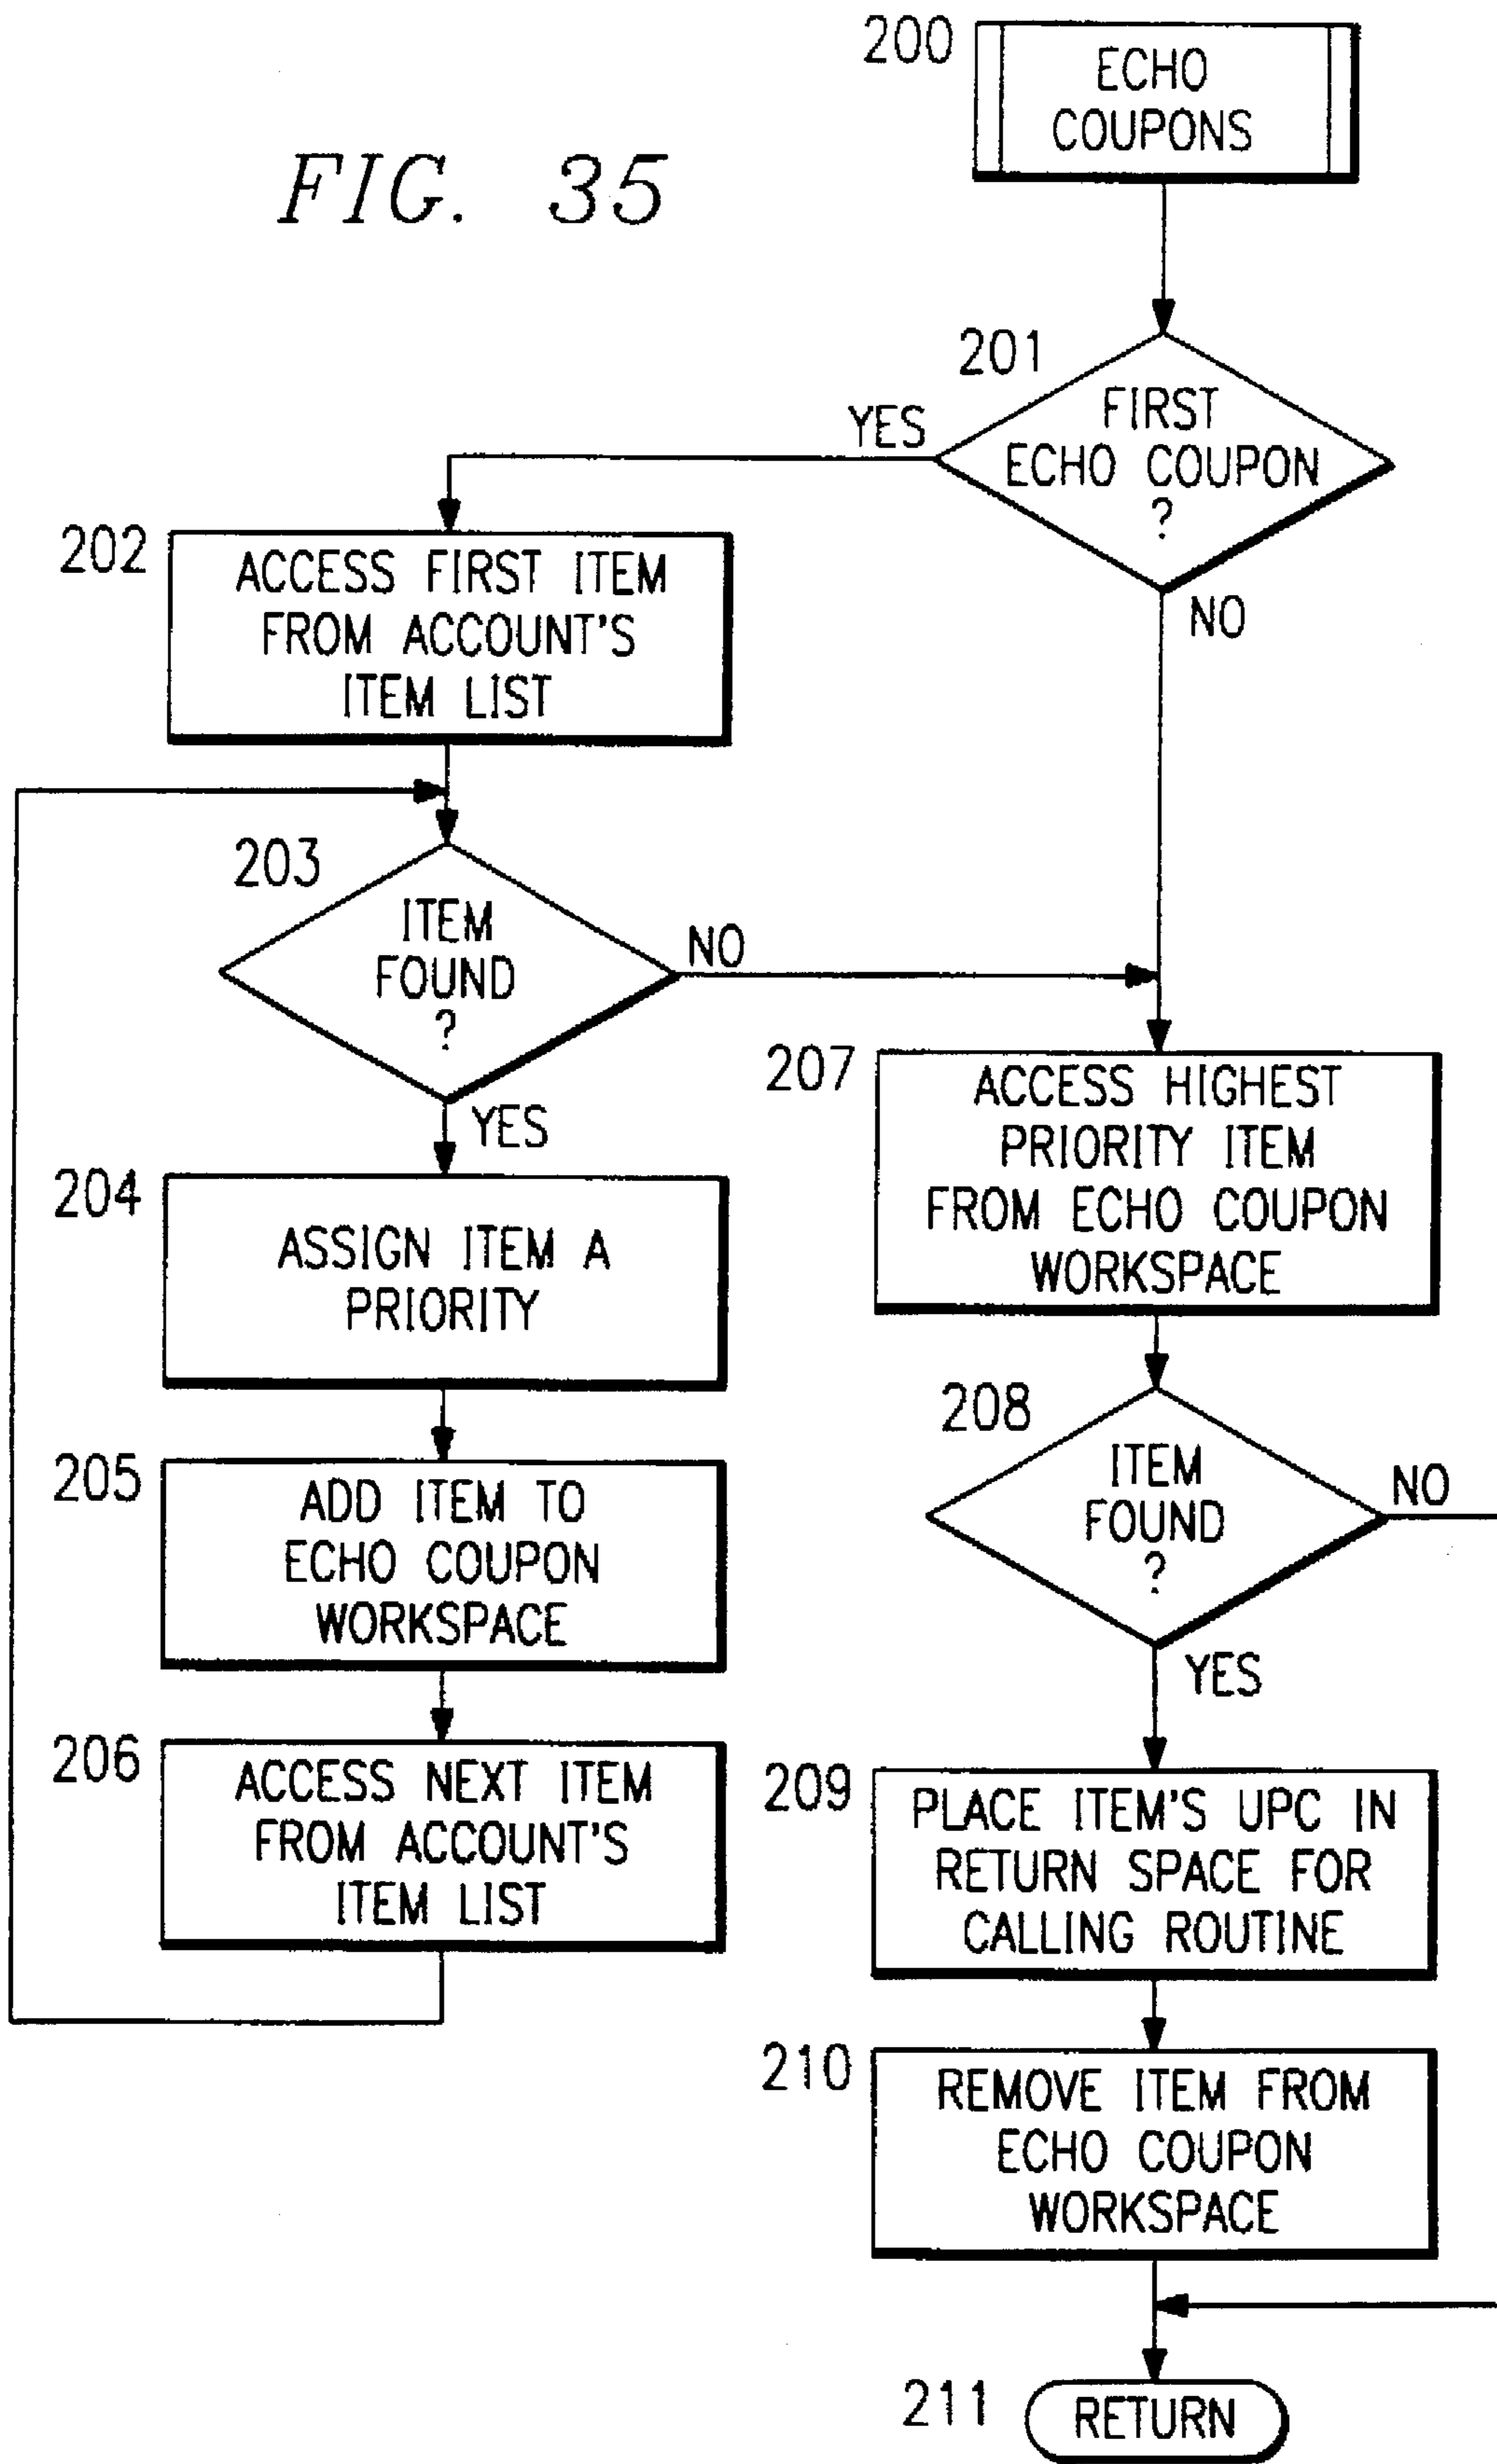 FIG. 35
200
ECHO
COUPONS
201
FIRST
ECHO COUPON
?
YES
NO
202
ACCESS FIRST ITEM
FROM ACCOUNT'S
ITEM LIST
203
ITEM
FOUND
?
NO
YES
204
ASSIGN ITEM A
PRIORITY
205
ADD ITEM TO
ECHO COUPON
WORKSPACE
206
ACCESS NEXT ITEM
FROM ACCOUNT'S
ITEM LIST
207
ACCESS HIGHEST
PRIORITY ITEM
FROM ECHO COUPON
WORKSPACE
208
ITEM
FOUND
?
NO
YES
209
PLACE ITEM'S UPC IN
RETURN SPACE FOR
CALLING ROUTINE
210
REMOVE ITEM FROM
ECHO COUPON
WORKSPACE
211
RETURN